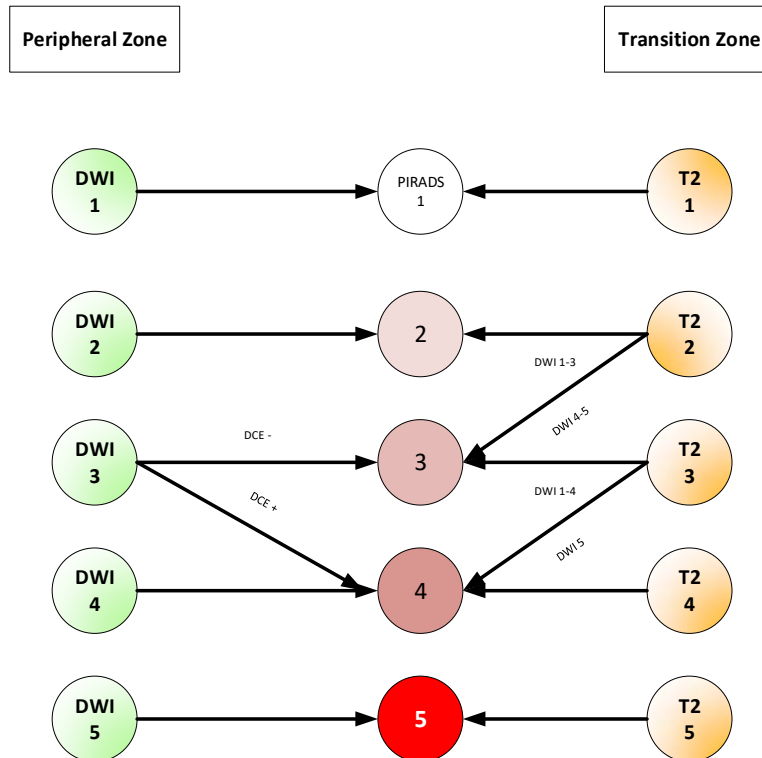 Peripheral Zone
Transition Zone
DWI
1
PIRADS
1
T2
1
DWI
2
2
T2
2
DWI 1-3
DWI 4-5
DWI
3
DCE -
3
T2
3
DCE +
DWI 1-4
DWI 5
DWI
4
4
T2
4
DWI
5
5
T2
5